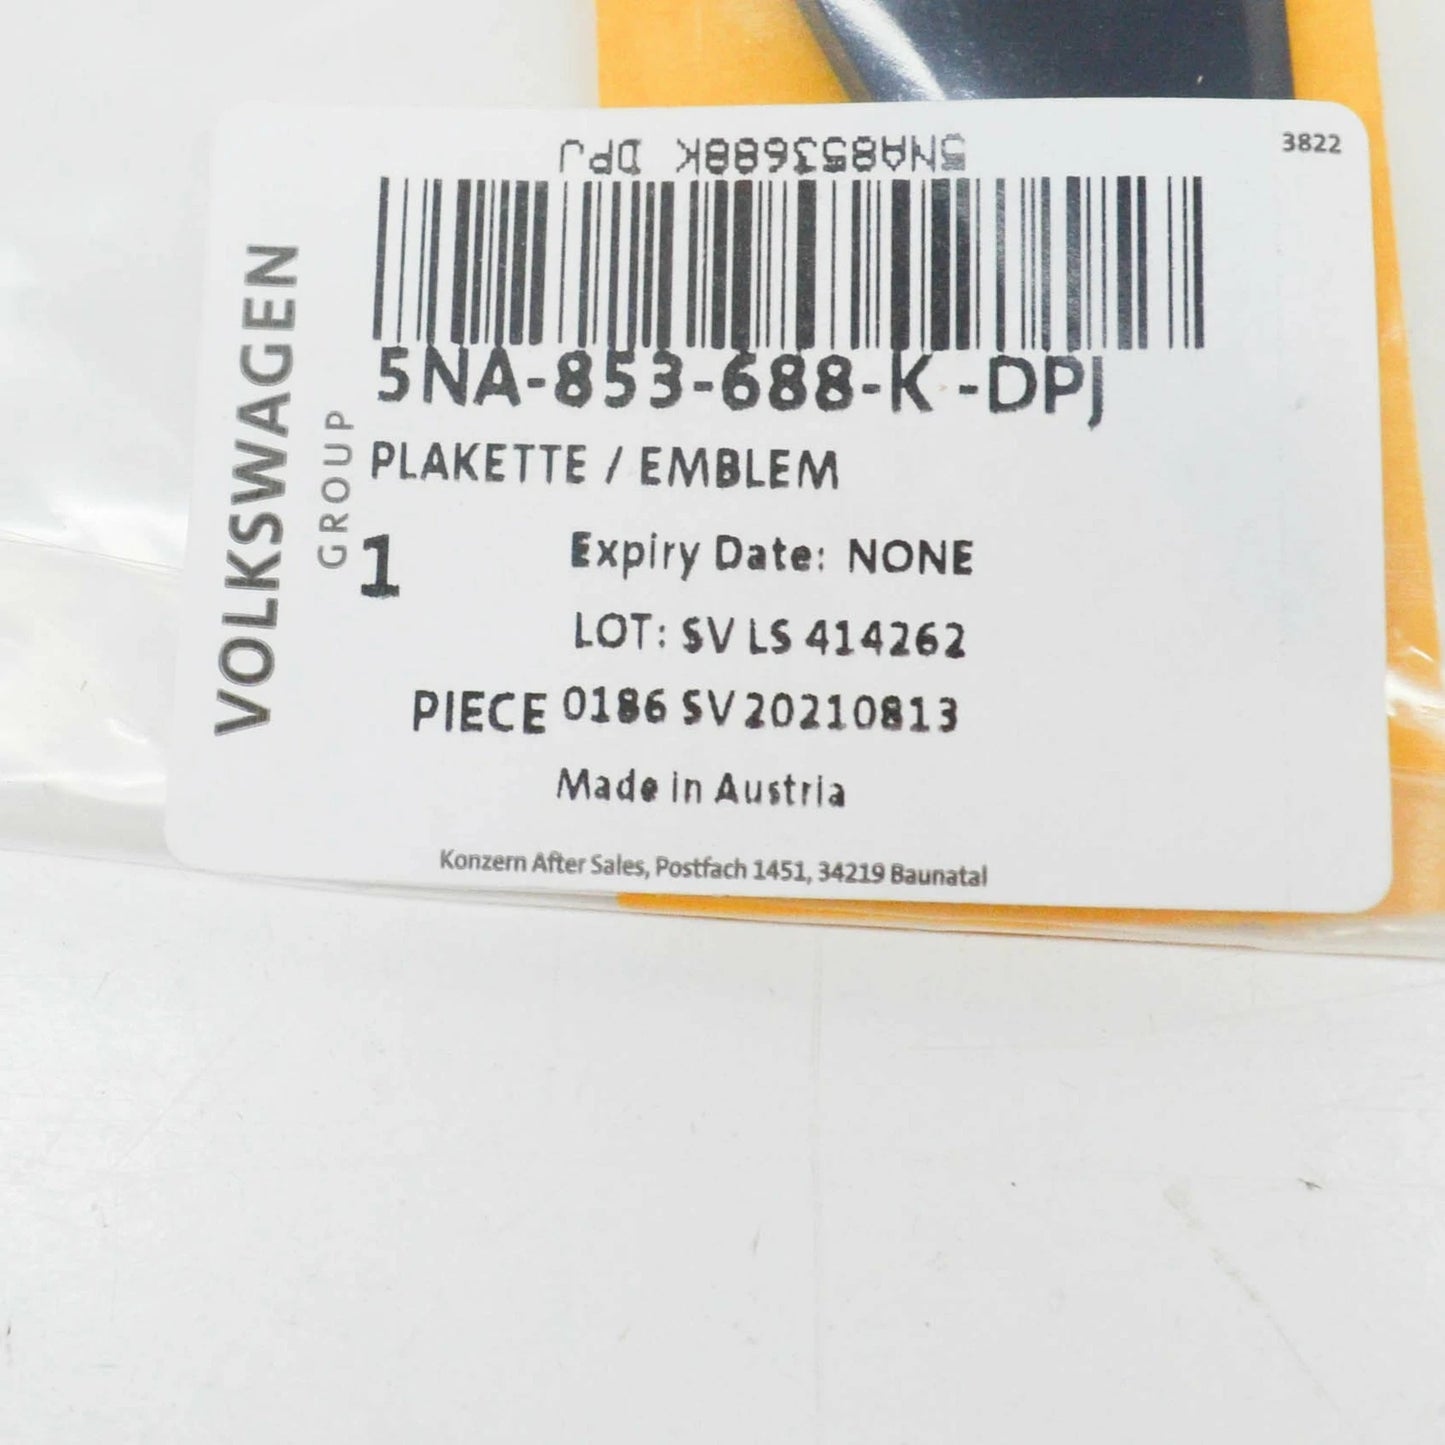 3822
5NA853688K DPJ
5NA-853-688-K -DPJ
PLAKETTE / EMBLEM
VOLKSWAGEN
GROUP
1
Expiry Date: NONE
LOT: SV LS 414262
PIECE 0186 SV 20210813
Made in Austria
Konzern After Sales, Postfach 1451, 34219 Baunatal